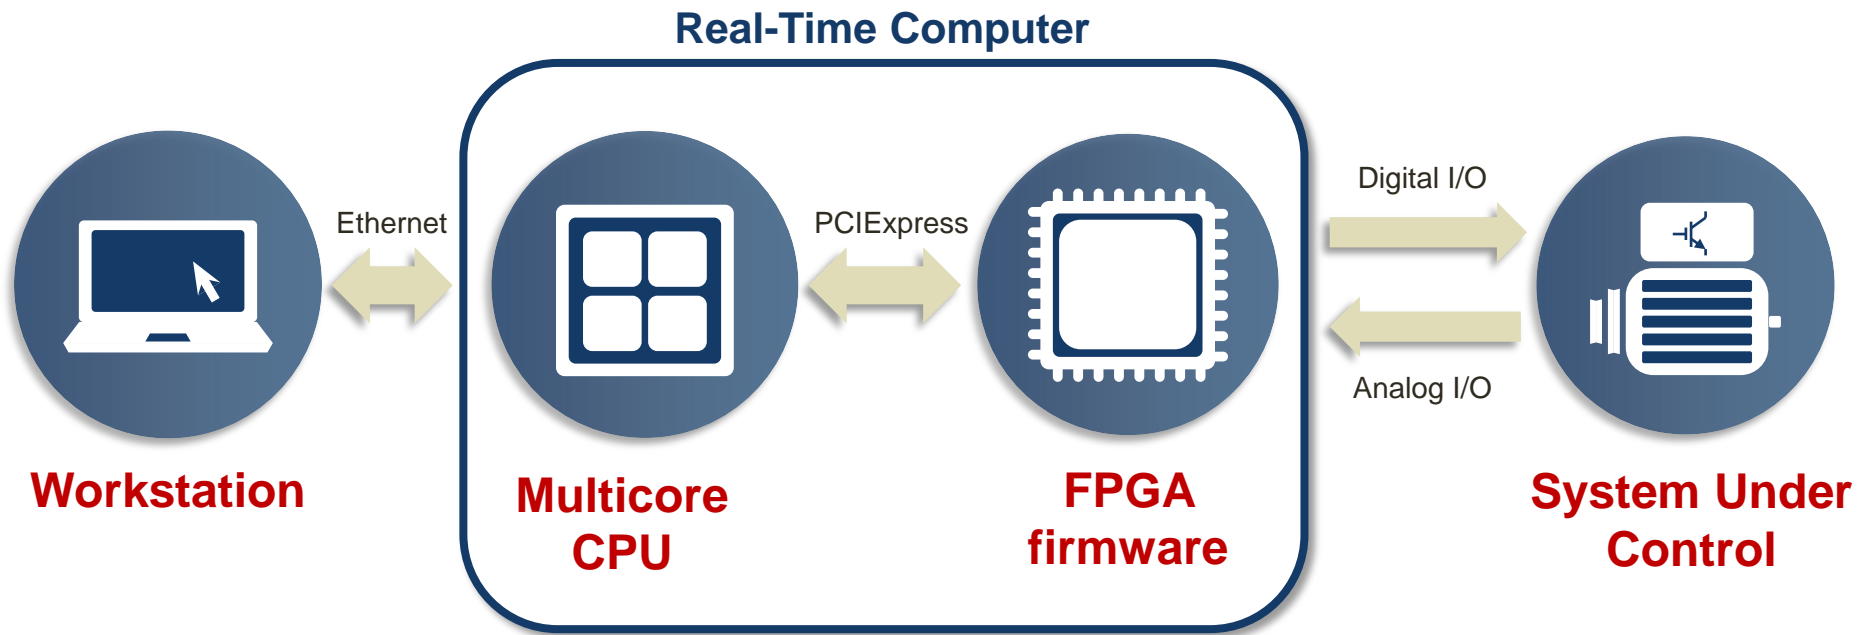 Real-Time Computer
Ethernet
PCIExpress
Digital I/O
Analog I/O
Workstation
Multicore
CPU
FPGA
firmware
System Under
Control